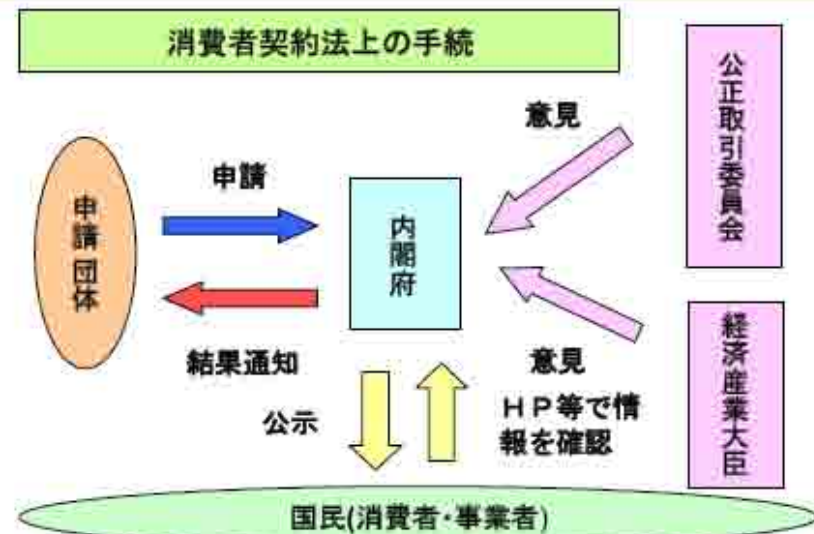 消費者契約法上の手続
公正取引委員会
意見
申請
申請団体
内閣府
結果通知
意見
経済産業大臣
公示
ＨＰ等で情
報を確認
国民(消費者・事業者)